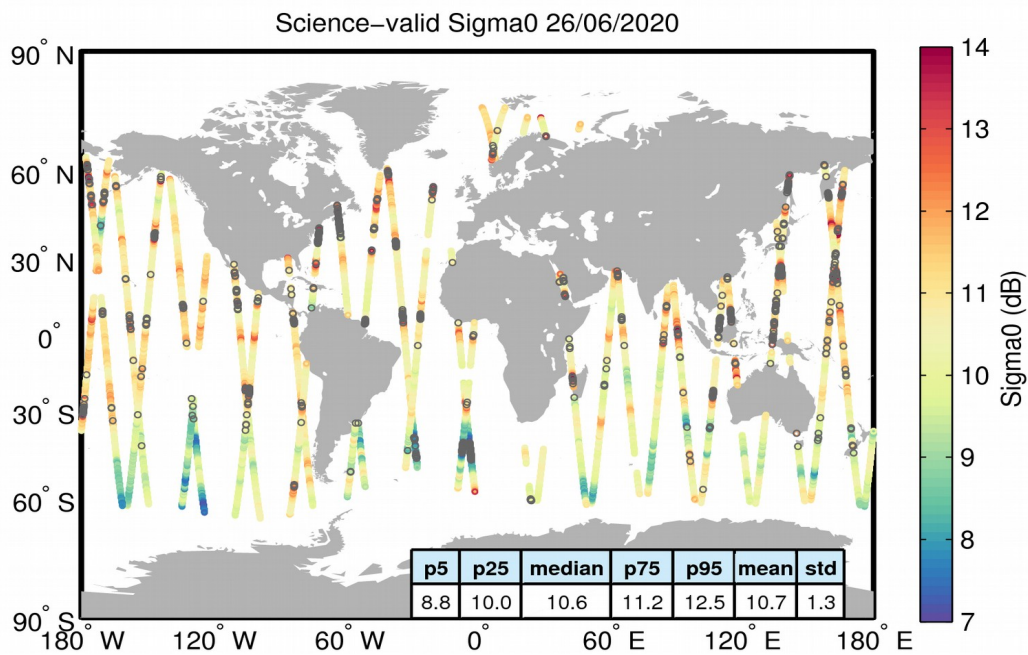 Science−valid Sigma0 26/06/2020
90° N
60° N
30° N
0°
30° S
60° S
90° S
180° W
120° W
60° W
0°
60° E
120° E
180° E
p5 p25 median p75 p95 mean std
8.8 10.0 10.6 11.2 12.5 10.7 1.3
14
13
12
11
10
9
8
7
Sigma0 (dB)